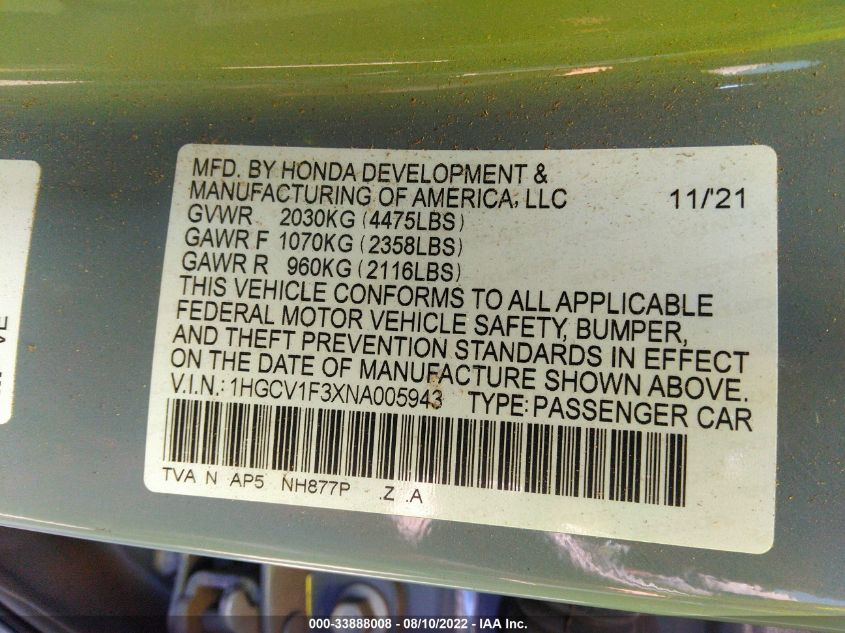 MFD. BY HONDA DEVELOPMENT &
MANUFACTURING OF AMERICA, LLC 11/'21
GVWR 2030KG (4475LBS)
GAWR F 1070KG (2358LBS)
GAWR R 960KG (2116LBS)
THIS VEHICLE CONFORMS TO ALL APPLICABLE
FEDERAL MOTOR VEHICLE SAFETY, BUMPER,
AND THEFT PREVENTION STANDARDS IN EFFECT
ON THE DATE OF MANUFACTURE SHOWN ABOVE.
V.I.N.: 1HGCV1F3XNA005943 TYPE: PASSENGER CAR
TVA N AP5 NH877P .Z .A
VE
000-33888008 - 08/10/2022 - IAA Inc.